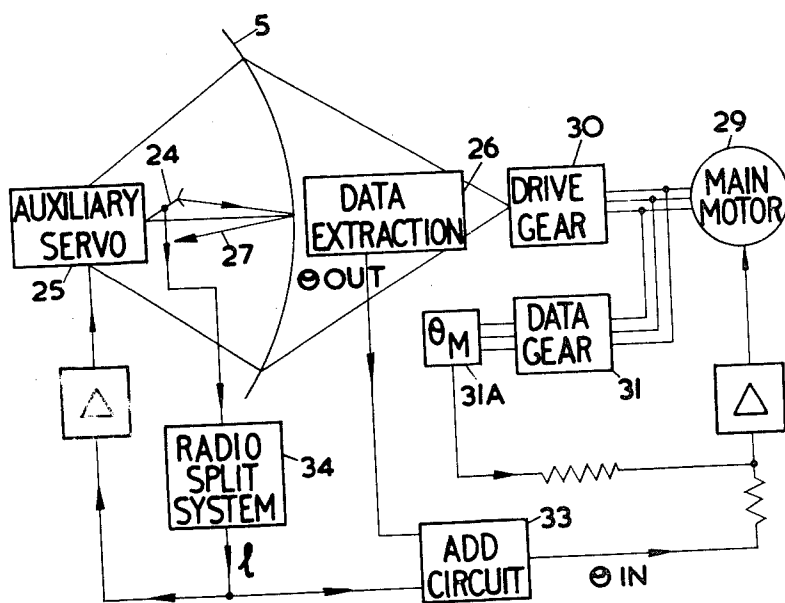 5
24
AUXILIARY
SERVO
25
27
26
DATA
EXTRACTION
Θ OUT
30
DRIVE
GEAR
29
MAIN
MOTOR
θM
31A
DATA
GEAR
31
Δ
Δ
RADIO
SPLIT
SYSTEM
34
l
33
ADD
CIRCUIT
Θ IN